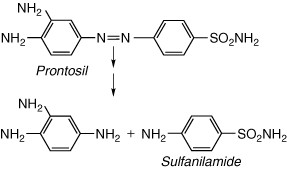 NH2
NH2
N=N
SO2NH2
Prontosil
NH2
NH2
NH2 + NH2
SO2NH2
Sulfanilamide